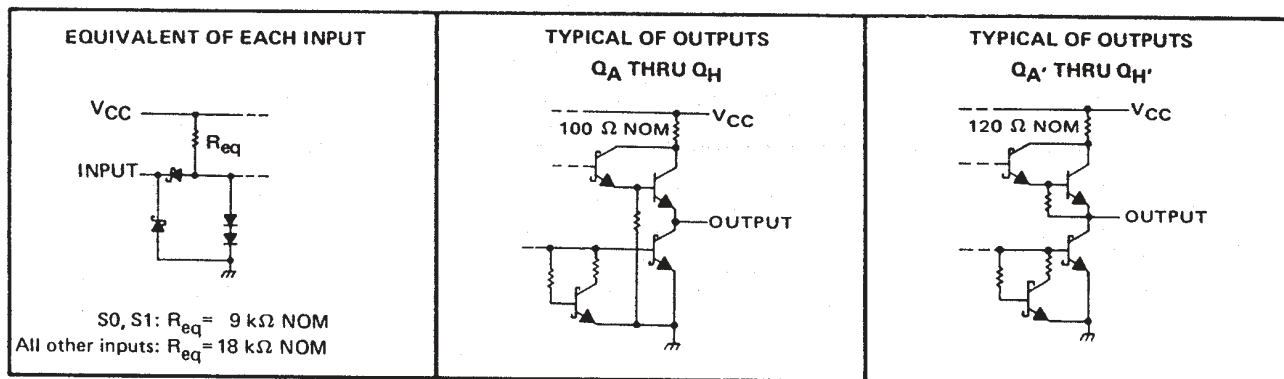 EQUIVALENT OF EACH INPUT
VCC
Req
INPUT
S0, S1: Req= 9 kΩ NOM
All other inputs: Req= 18 kΩ NOM
TYPICAL OF OUTPUTS
QA THRU QH
VCC
100 Ω NOM
OUTPUT
TYPICAL OF OUTPUTS
QA' THRU QH'
VCC
120 Ω NOM
OUTPUT